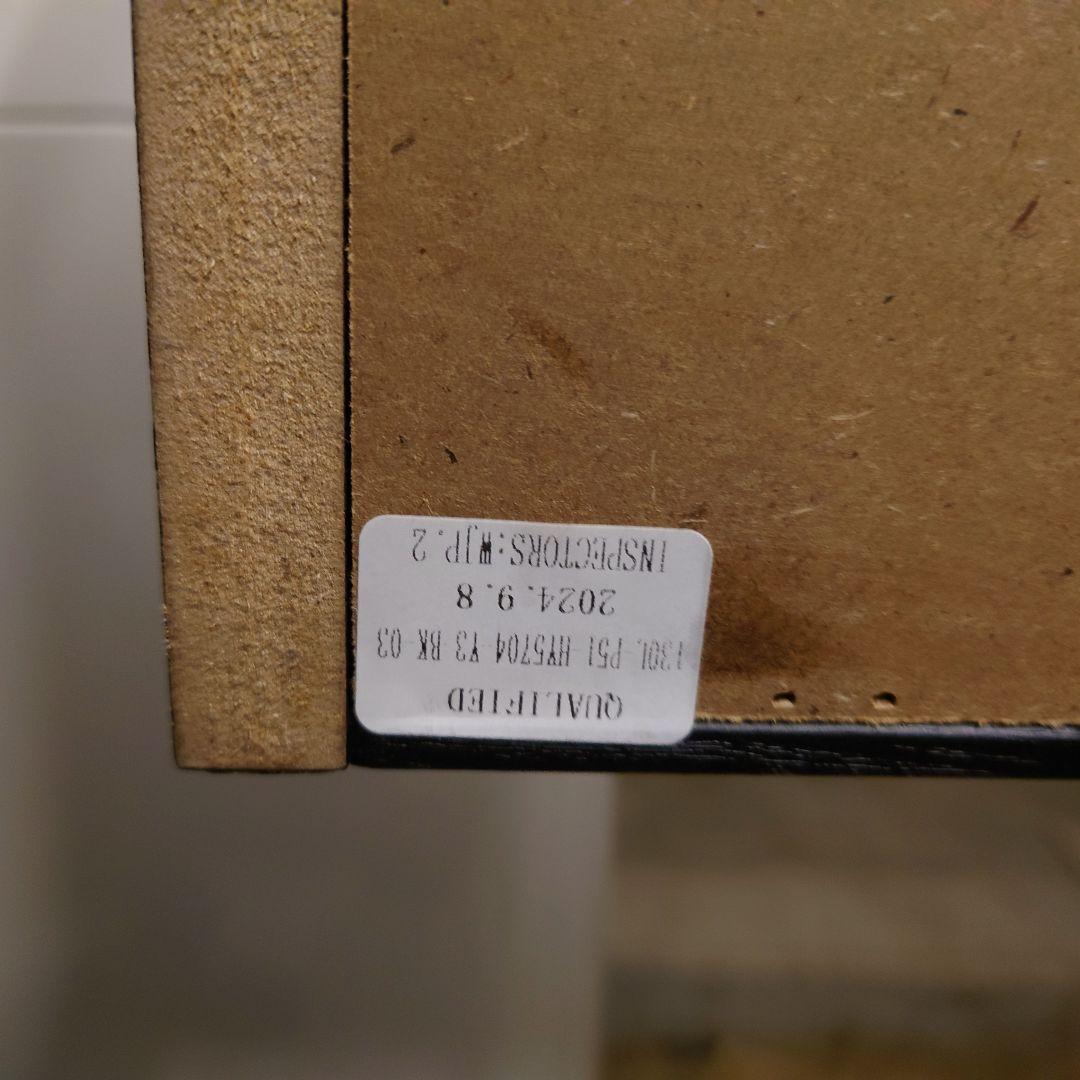 QUALIFIED
130L-P51-HY5704-Y3-BK-03
2024.9.8
INSPECTORS:WJP.2